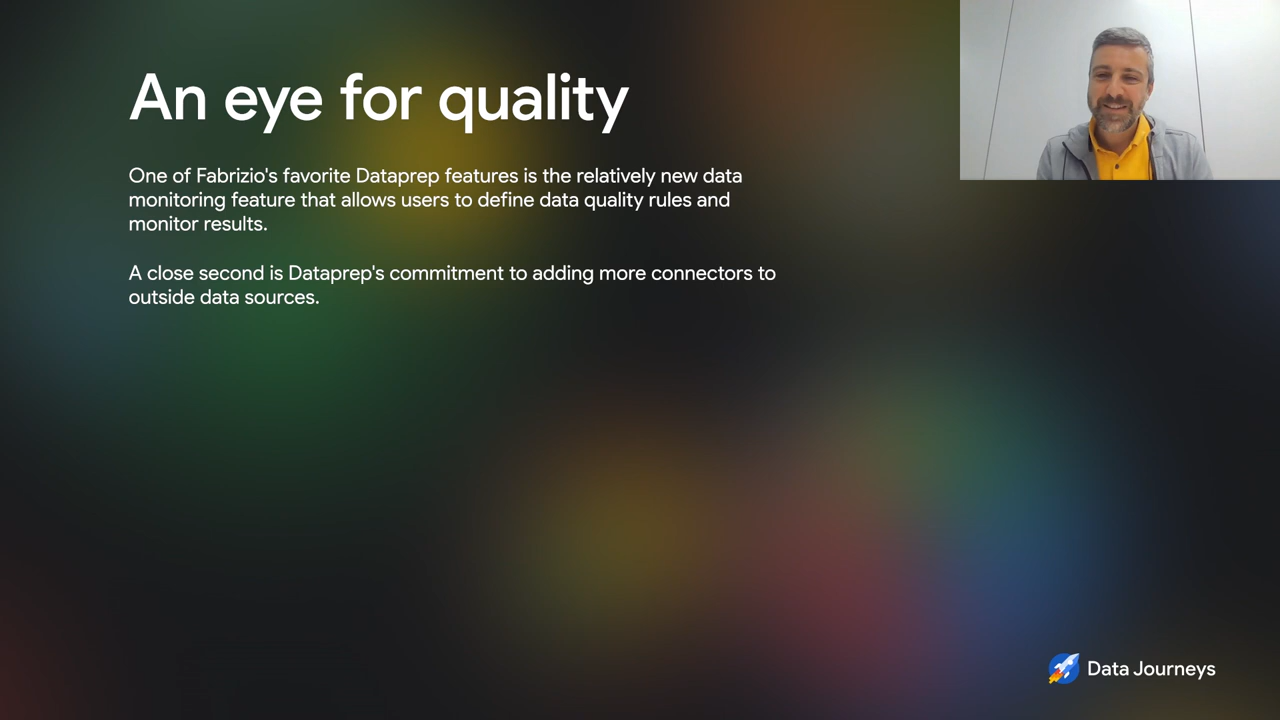 An eye for quality
One of Fabrizio's favorite Dataprep features is the relatively new data
monitoring feature that allows users to define data quality rules and
monitor results.
A close second is Dataprep's commitment to adding more connectors to
outside data sources.
Data Journeys